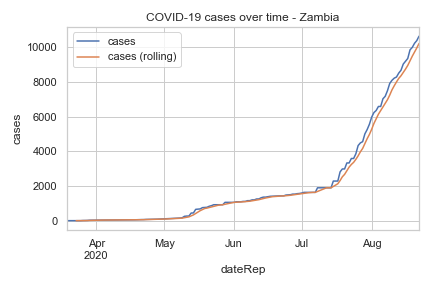 COVID-19 cases over time - Zambia
cases
cases (rolling)
10000
8000
6000
4000
2000
0
cases
Apr
2020
May
Jun
Jul
Aug
dateRep